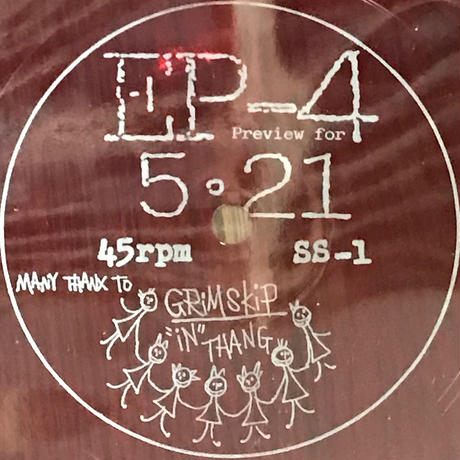 EP-4
Preview for
5・21
45rpm SS-1
MANY THANX TO
GRIMSKIP
"IN" THANG